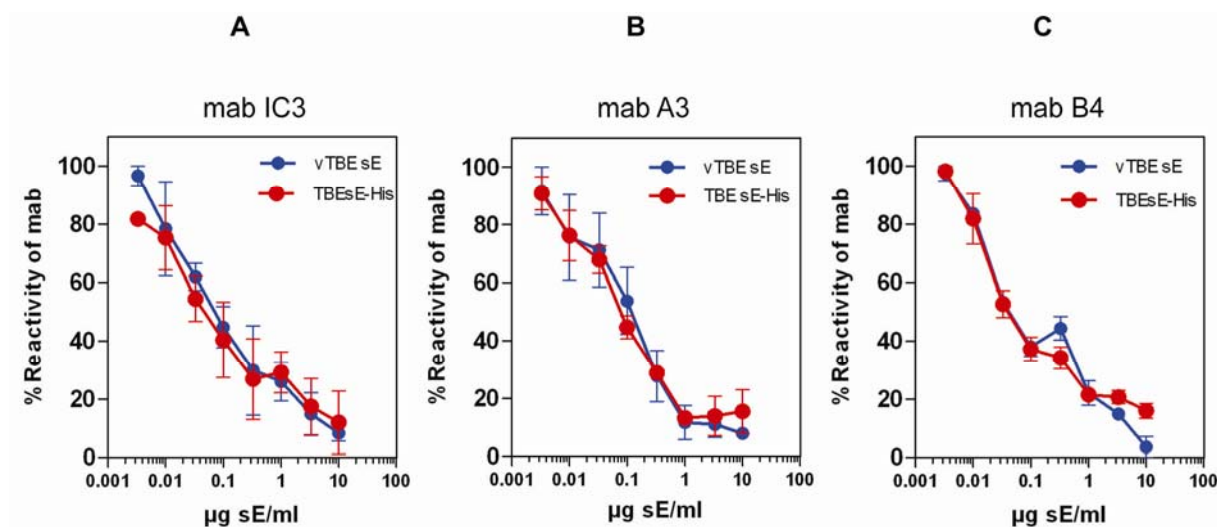 A
B
C
mab IC3
mab A3
mab B4
% Reactivity of mab
100
80
60
40
20
0
vTBE sE
TBEsE-His
0.001 0.01 0.1 1 10 100
µg sE/ml
% Reactivity of mab
100
80
60
40
20
0
vTBE sE
TBE sE-His
0.001 0.01 0.1 1 10 100
µg sE/ml
% Reactivity of mab
100
80
60
40
20
0
vTBE sE
TBEsE-His
0.001 0.01 0.1 1 10 100
µg sE/ml